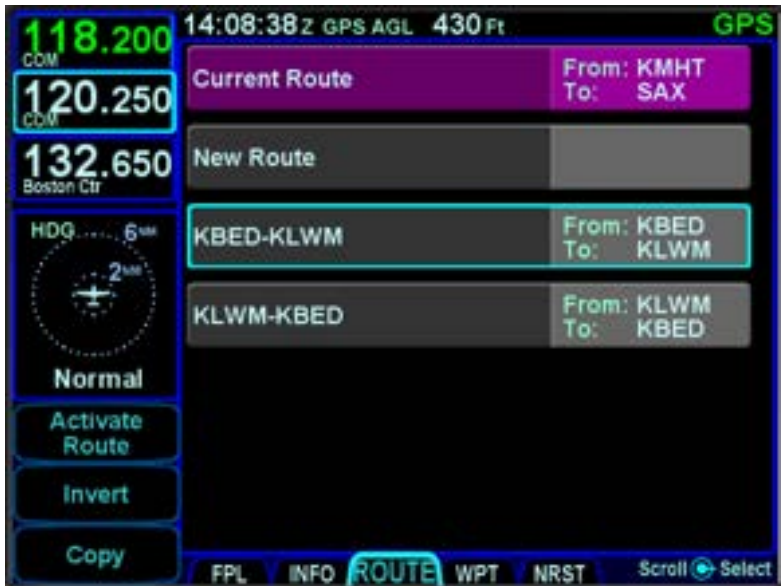 118.200
COM
120.250
COM
132.650
Boston Ctr
HDG 6NM
2NM
Normal
Activate
Route
Invert
Copy
14:08:38Z GPS AGL 430 Ft GPS
Current Route
From: KMHT
To: SAX
New Route
KBED-KLWM
From: KBED
To: KLWM
KLWM-KBED
From: KLWM
To: KBED
FPL INFO ROUTE WPT NRST Scroll Select